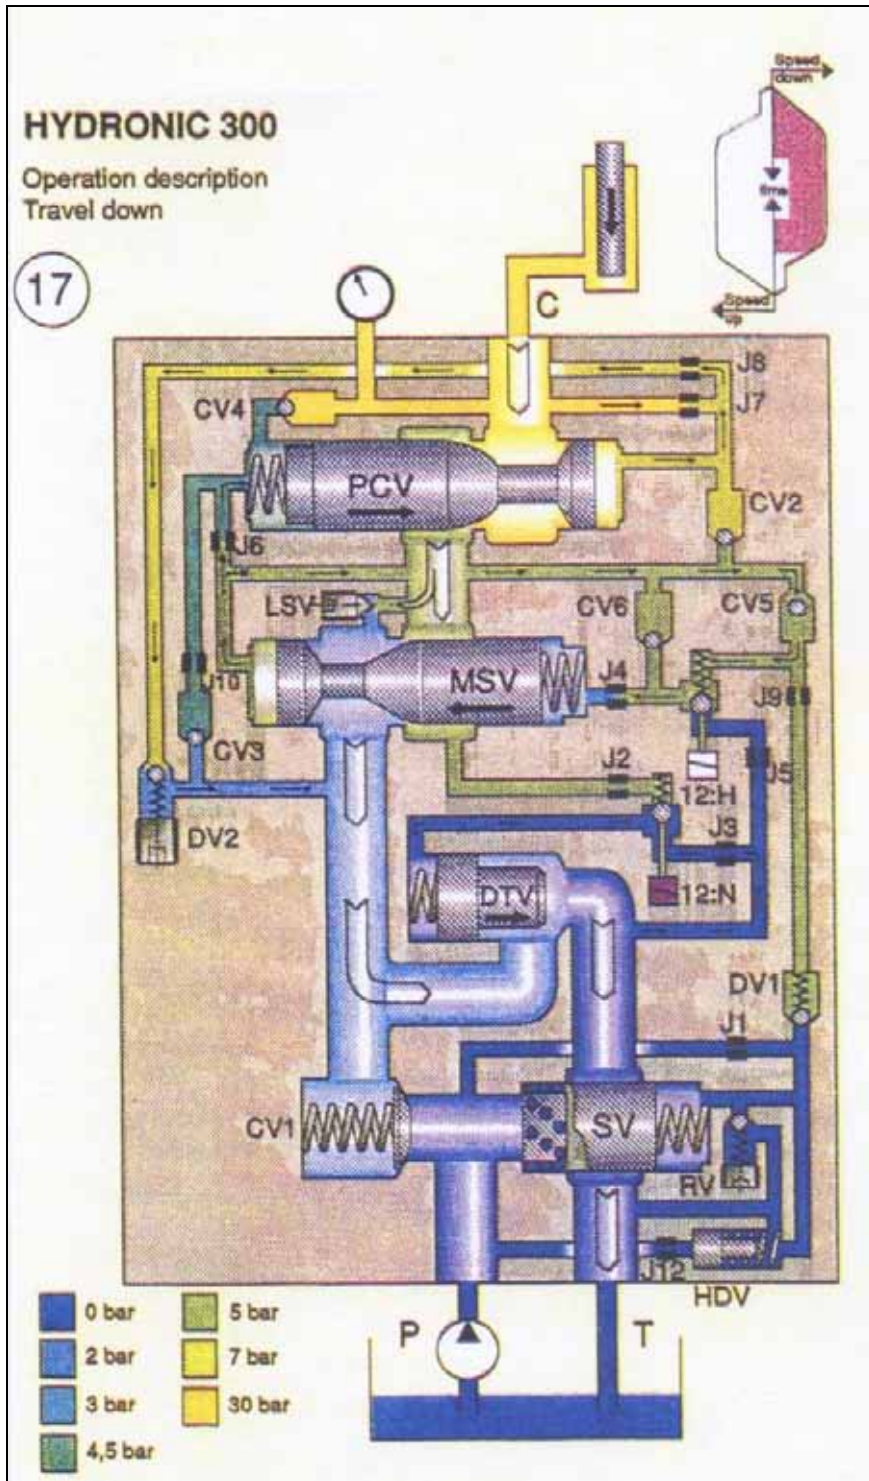 Speed
down
HYDRONIC 300
Operation description
Travel down
time
17
C
Speed
up
J8
CV4
J7
PCV
CV2
J6
LSV
CV6
CV5
MSV
J4
J10
J9
CV3
J2
J5
12:H
DV2
J3
DTV
12:N
DV1
J1
CV1
SV
RV
J12
HDV
0 bar
5 bar
P
T
2 bar
7 bar
3 bar
30 bar
4,5 bar